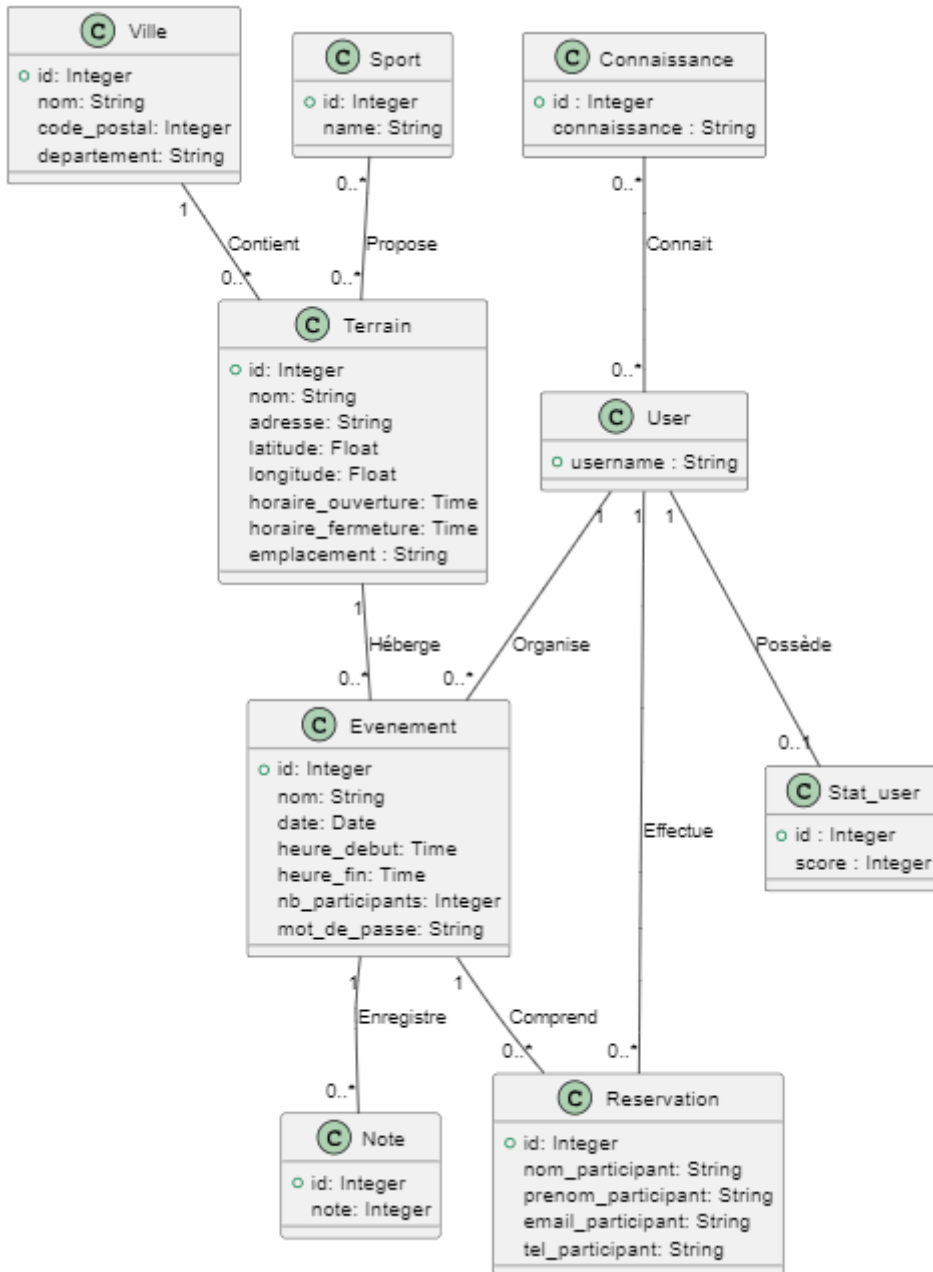 C Ville
id: Integer
nom: String
code_postal: Integer
departement: String
C Sport
id: Integer
name: String
C Connaissance
id : Integer
connaissance : String
1
0..*
Contient
0..*
Propose
0..*
0..*
Connait
0..*
C Terrain
id: Integer
nom: String
adresse: String
latitude: Float
longitude: Float
horaire_ouverture: Time
horaire_fermeture: Time
emplacement : String
C User
username : String
1
Héberge
0..*
1
Organise
0..*
1
Effectue
0..*
1
Possède
0..1
C Evenement
id: Integer
nom: String
date: Date
heure_debut: Time
heure_fin: Time
nb_participants: Integer
mot_de_passe: String
C Stat_user
id : Integer
score : Integer
1
Enregistre
0..*
1
Comprend
0..*
C Note
id: Integer
note: Integer
C Reservation
id: Integer
nom_participant: String
prenom_participant: String
email_participant: String
tel_participant: String